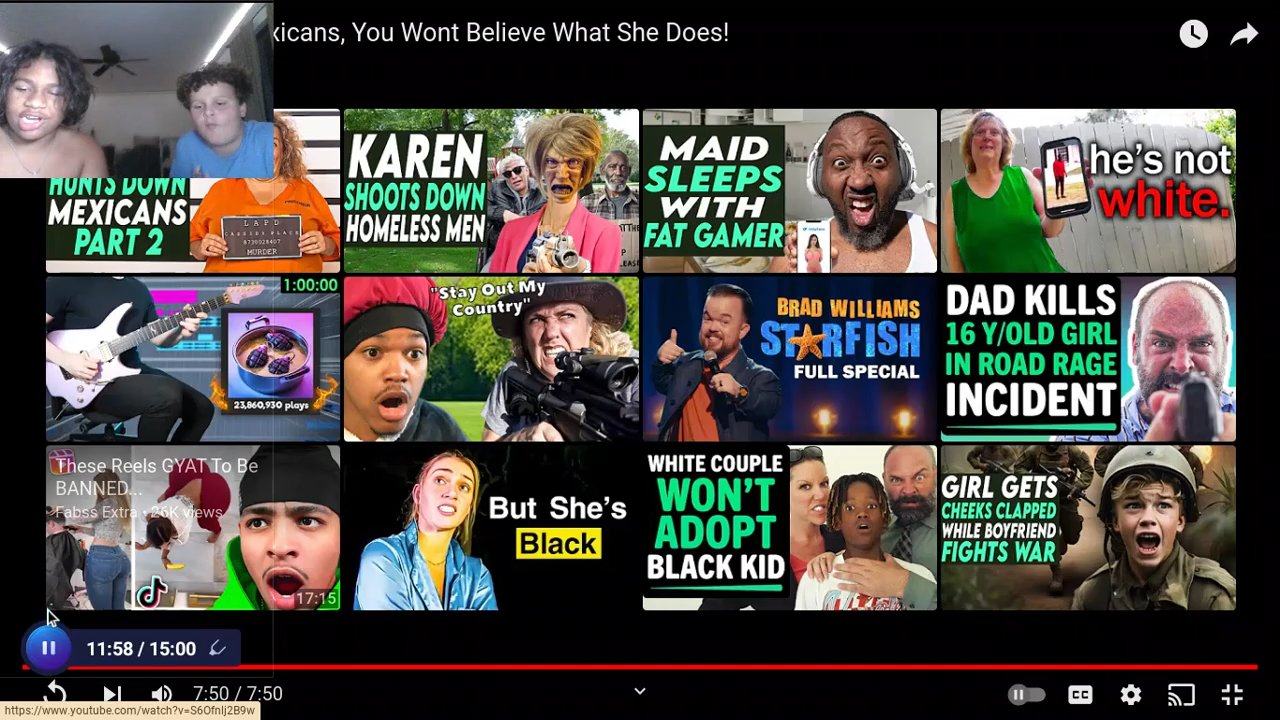 xicans, You Wont Believe What She Does!
HUNTS DOWN
MEXICANS
PART 2
LAPD
MURDER
KAREN
SHOOTS DOWN
HOMELESS MEN
MAID
SLEEPS
WITH
FAT GAMER
he's not
white.
1:00:00
23,860,930 plays
"Stay Out My
Country"
BRAD WILLIAMS
STARFISH
FULL SPECIAL
DAD KILLS
16 Y/OLD GIRL
IN ROAD RAGE
INCIDENT
These Reels GYAT To Be
BANNED...
Fabss Extra • 26K views
17:15
But She's
Black
WHITE COUPLE
WON'T
ADOPT
BLACK KID
GIRL GETS
CHEEKS CLAPPED
WHILE BOYFRIEND
FIGHTS WAR
11:58 / 15:00
7:50 / 7:50
CC
https://www.youtube.com/watch?v=S6Ofnlj2B9w